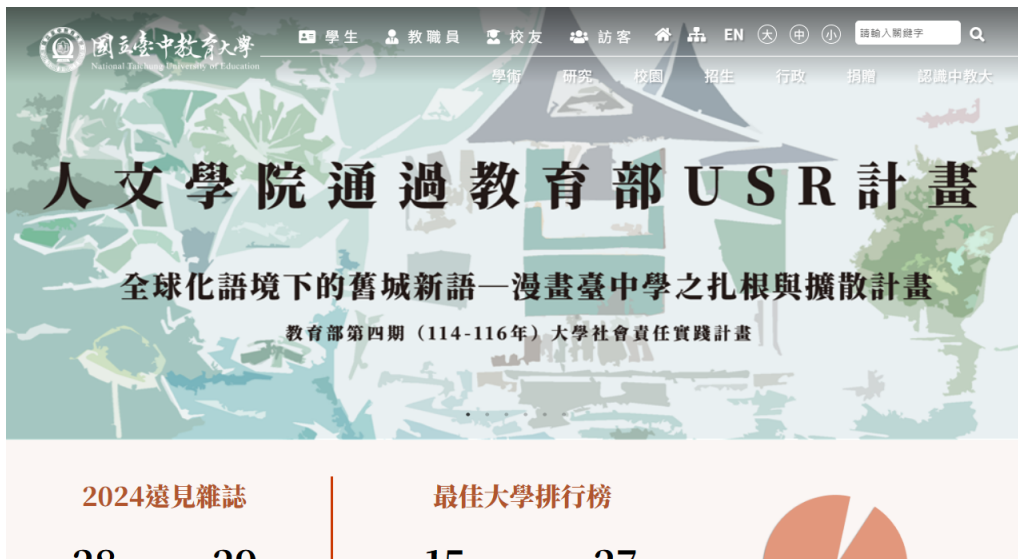 國立臺中教育大學
National Taichung University of Education
學生 教職員 校友 訪客 EN 大 中 小 請輸入關鍵字
學術 研究 校園 招生 行政 捐贈 認識中教大
人文學院通過教育部USR計畫
全球化語境下的舊城新語—漫畫臺中學之扎根與擴散計畫
教育部第四期（114-116年）大學社會責任實踐計畫
2024遠見雜誌 最佳大學排行榜